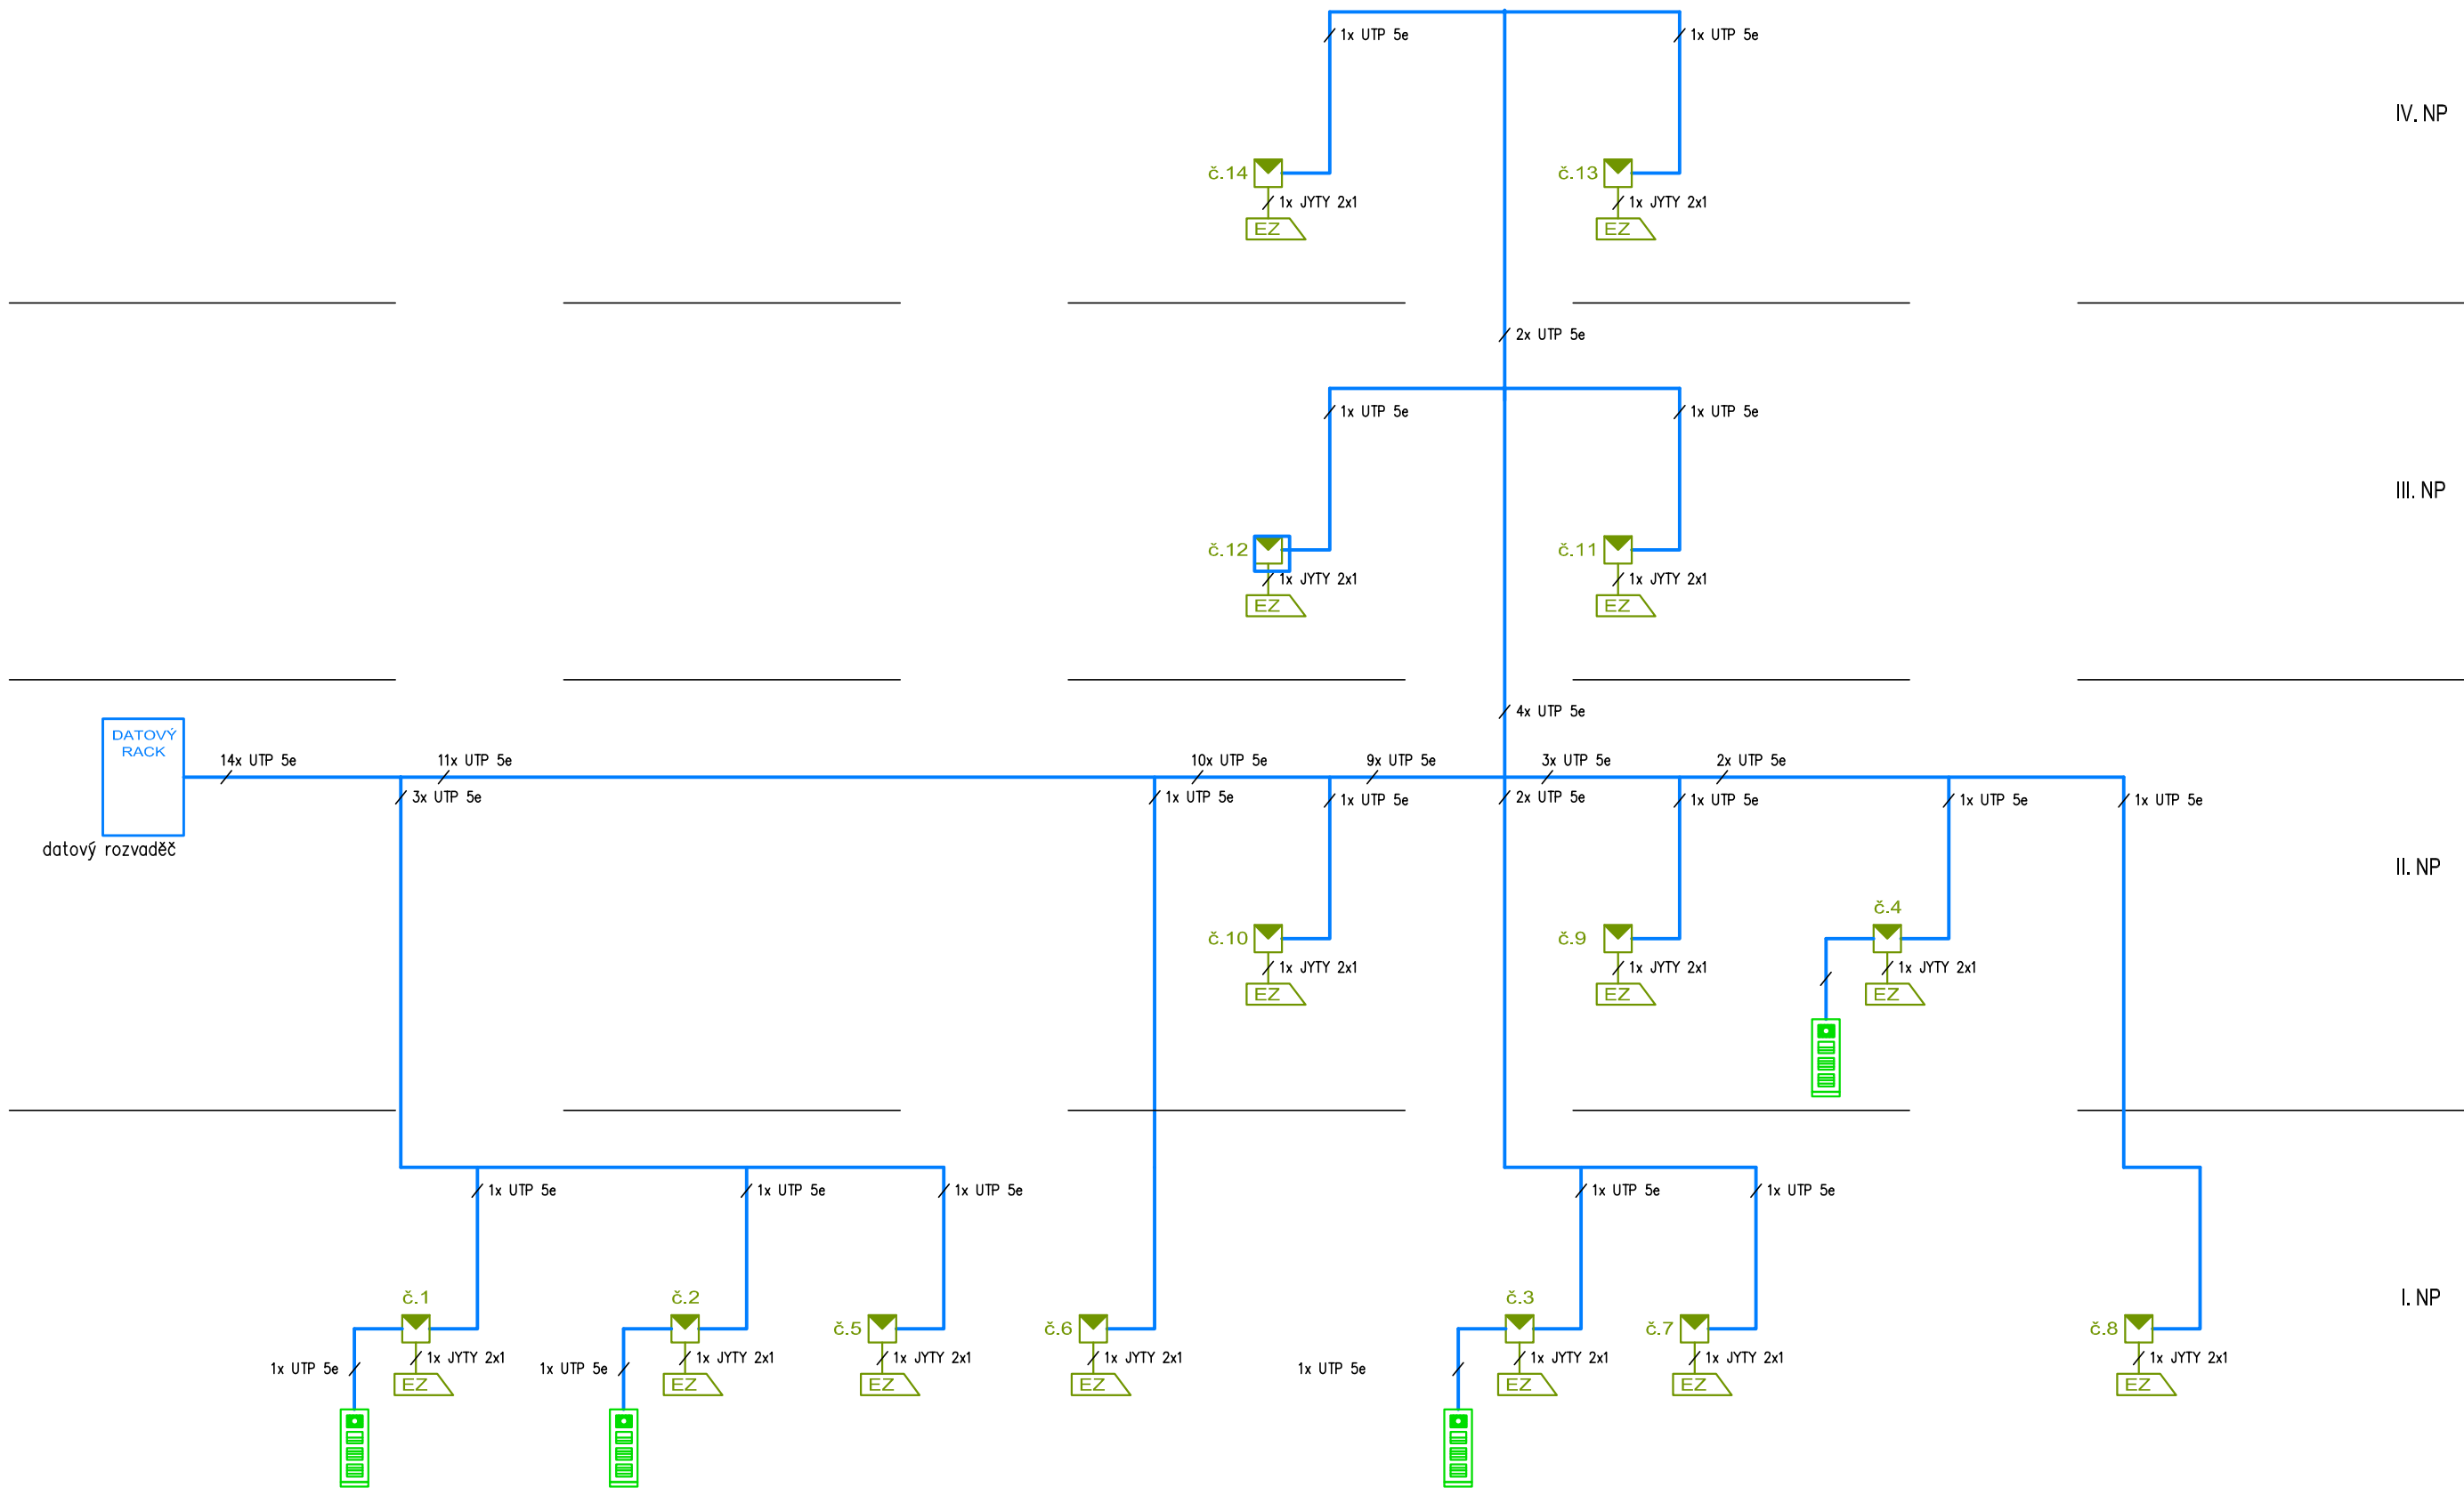 1x UTP 5e
1x UTP 5e
IV. NP
č.14
č.13
1x JYTY 2x1
1x JYTY 2x1
EZ
EZ
2x UTP 5e
1x UTP 5e
1x UTP 5e
III. NP
č.12
č.11
1x JYTY 2x1
1x JYTY 2x1
EZ
EZ
4x UTP 5e
DATOVÝ
RACK
14x UTP 5e
11x UTP 5e
10x UTP 5e
9x UTP 5e
3x UTP 5e
2x UTP 5e
3x UTP 5e
1x UTP 5e
1x UTP 5e
2x UTP 5e
1x UTP 5e
1x UTP 5e
1x UTP 5e
datový rozvaděč
II. NP
č.4
č.10
č.9
1x JYTY 2x1
1x JYTY 2x1
1x JYTY 2x1
EZ
EZ
EZ
1x UTP 5e
1x UTP 5e
1x UTP 5e
1x UTP 5e
1x UTP 5e
č.1
č.2
č.3
I. NP
č.5
č.6
č.7
č.8
1x JYTY 2x1
1x JYTY 2x1
1x JYTY 2x1
1x JYTY 2x1
1x JYTY 2x1
1x JYTY 2x1
1x JYTY 2x1
1x UTP 5e
1x UTP 5e
1x UTP 5e
EZ
EZ
EZ
EZ
EZ
EZ
EZ